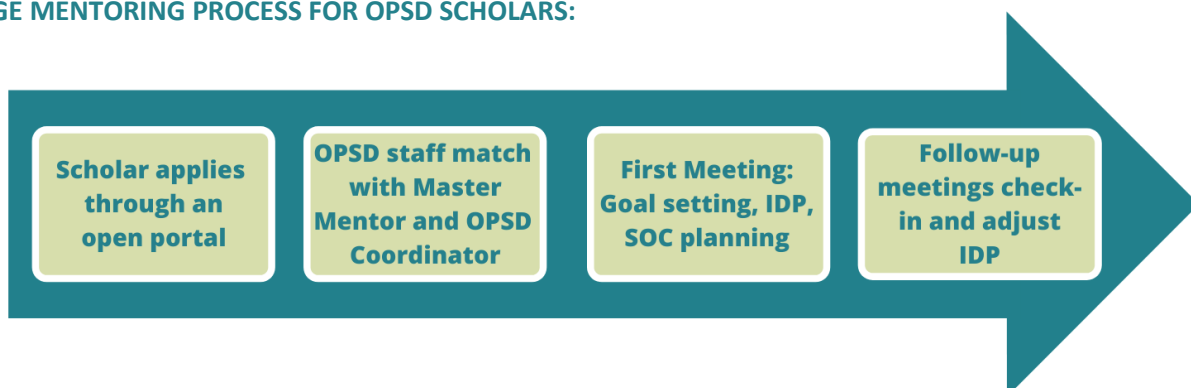 GE MENTORING PROCESS FOR OPSD SCHOLARS:
Scholar applies
through an
open portal
OPSD staff match
with Master
Mentor and OPSD
Coordinator
First Meeting:
Goal setting, IDP,
SOC planning
Follow-up
meetings check-
in and adjust
IDP